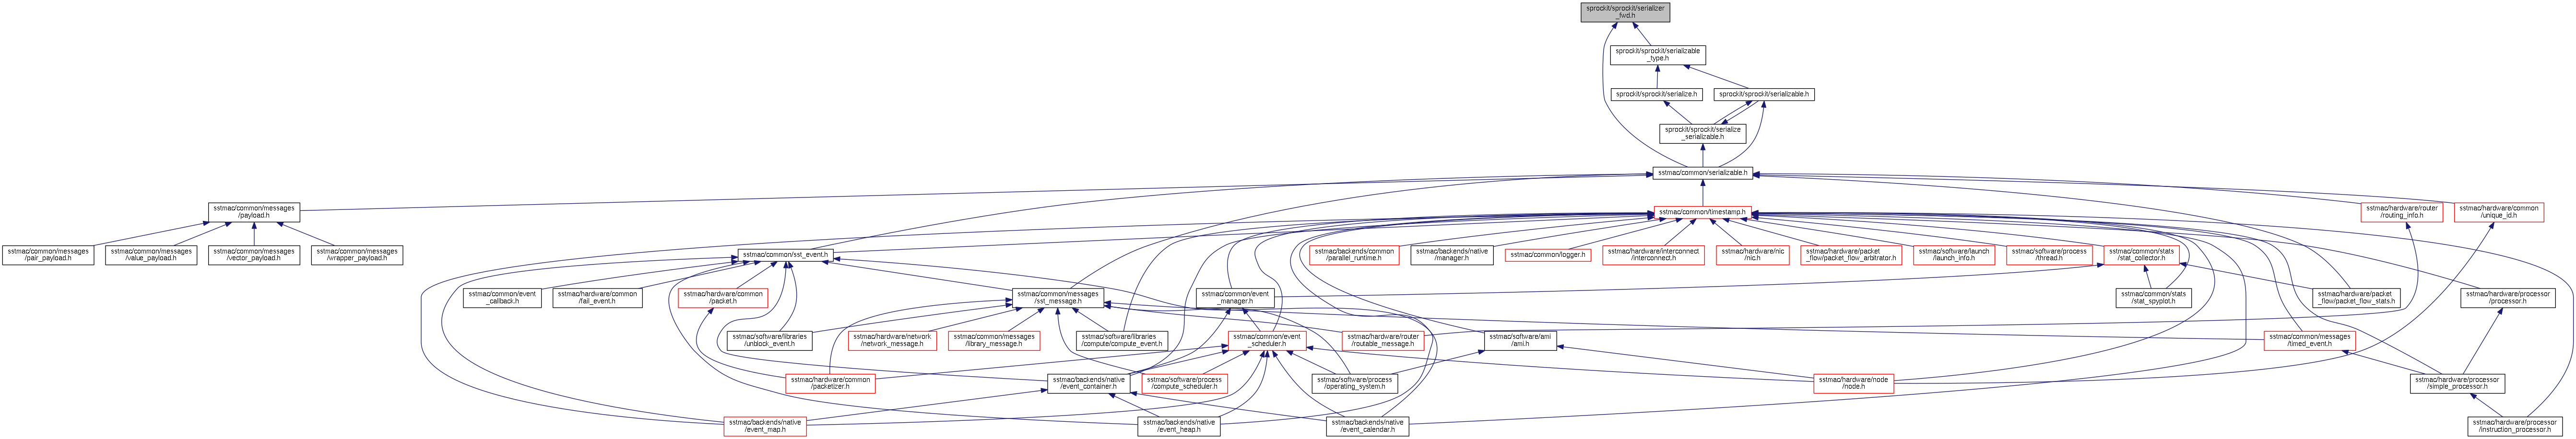 sprockit/sprockit/serializer
_fwd.h
sprockit/sprockit/serializable
_type.h
sprockit/sprockit/serialize.h
sprockit/sprockit/serializable.h
sprockit/sprockit/serialize
_serializable.h
sstmac/common/serializable.h
sstmac/common/messages
/payload.h
sstmac/common/timestamp.h
sstmac/hardware/router
/routing_info.h
sstmac/hardware/common
/unique_id.h
sstmac/common/messages
/pair_payload.h
sstmac/common/messages
/value_payload.h
sstmac/common/messages
/vector_payload.h
sstmac/common/messages
/wrapper_payload.h
sstmac/common/sst_event.h
sstmac/backends/common
/parallel_runtime.h
sstmac/backends/native
/manager.h
sstmac/common/logger.h
sstmac/hardware/interconnect
/interconnect.h
sstmac/hardware/nic
/nic.h
sstmac/hardware/packet
_flow/packet_flow_arbitrator.h
sstmac/software/launch
/launch_info.h
sstmac/software/process
/thread.h
sstmac/common/stats
/stat_collector.h
sstmac/common/event
_callback.h
sstmac/hardware/common
/fail_event.h
sstmac/hardware/common
/packet.h
sstmac/common/messages
/sst_message.h
sstmac/common/event
_manager.h
sstmac/common/stats
/stat_spyplot.h
sstmac/hardware/packet
_flow/packet_flow_stats.h
sstmac/hardware/processor
/processor.h
sstmac/software/libraries
/unblock_event.h
sstmac/hardware/network
/network_message.h
sstmac/common/messages
/library_message.h
sstmac/software/libraries
/compute/compute_event.h
sstmac/common/event
_scheduler.h
sstmac/hardware/router
/routable_message.h
sstmac/software/ami
/ami.h
sstmac/common/messages
/timed_event.h
sstmac/hardware/common
/packetizer.h
sstmac/backends/native
/event_container.h
sstmac/software/process
/compute_scheduler.h
sstmac/software/process
/operating_system.h
sstmac/hardware/node
/node.h
sstmac/hardware/processor
/simple_processor.h
sstmac/backends/native
/event_map.h
sstmac/backends/native
/event_heap.h
sstmac/backends/native
/event_calendar.h
sstmac/hardware/processor
/instruction_processor.h